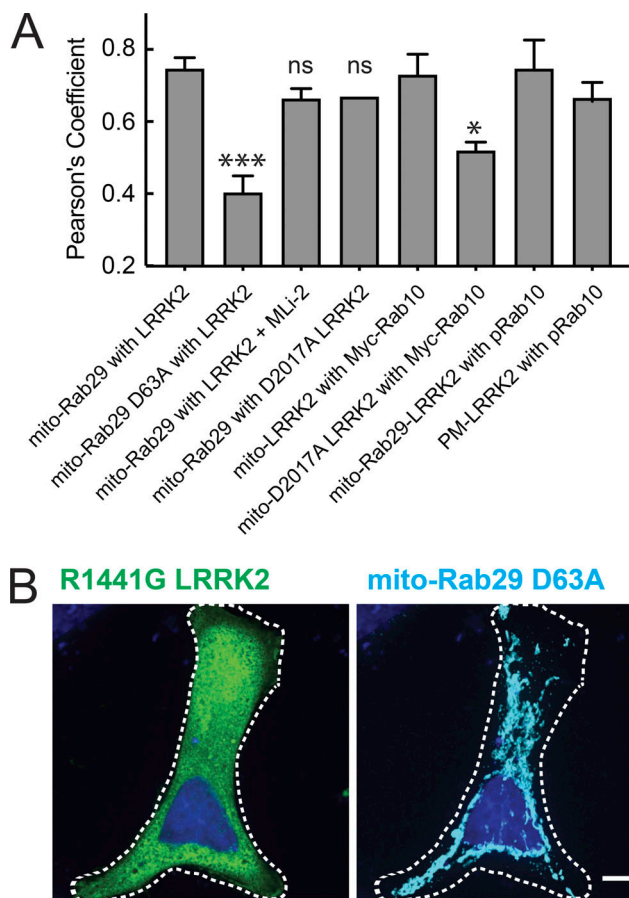 A
Pearson's Coefficient
0.8
0.6
0.4
0.2
***
ns
ns
*
mito-Rab29 with LRRK2
mito-Rab29 D63A with LRRK2
mito-Rab29 with LRRK2 + MLi-2
mito-Rab29 with D2017A LRRK2
mito-LRRK2 with Myc-Rab10
mito-D2017A LRRK2 with Myc-Rab10
mito-Rab29-LRRK2 with pRab10
PM-LRRK2 with pRab10
B
R1441G LRRK2
mito-Rab29 D63A